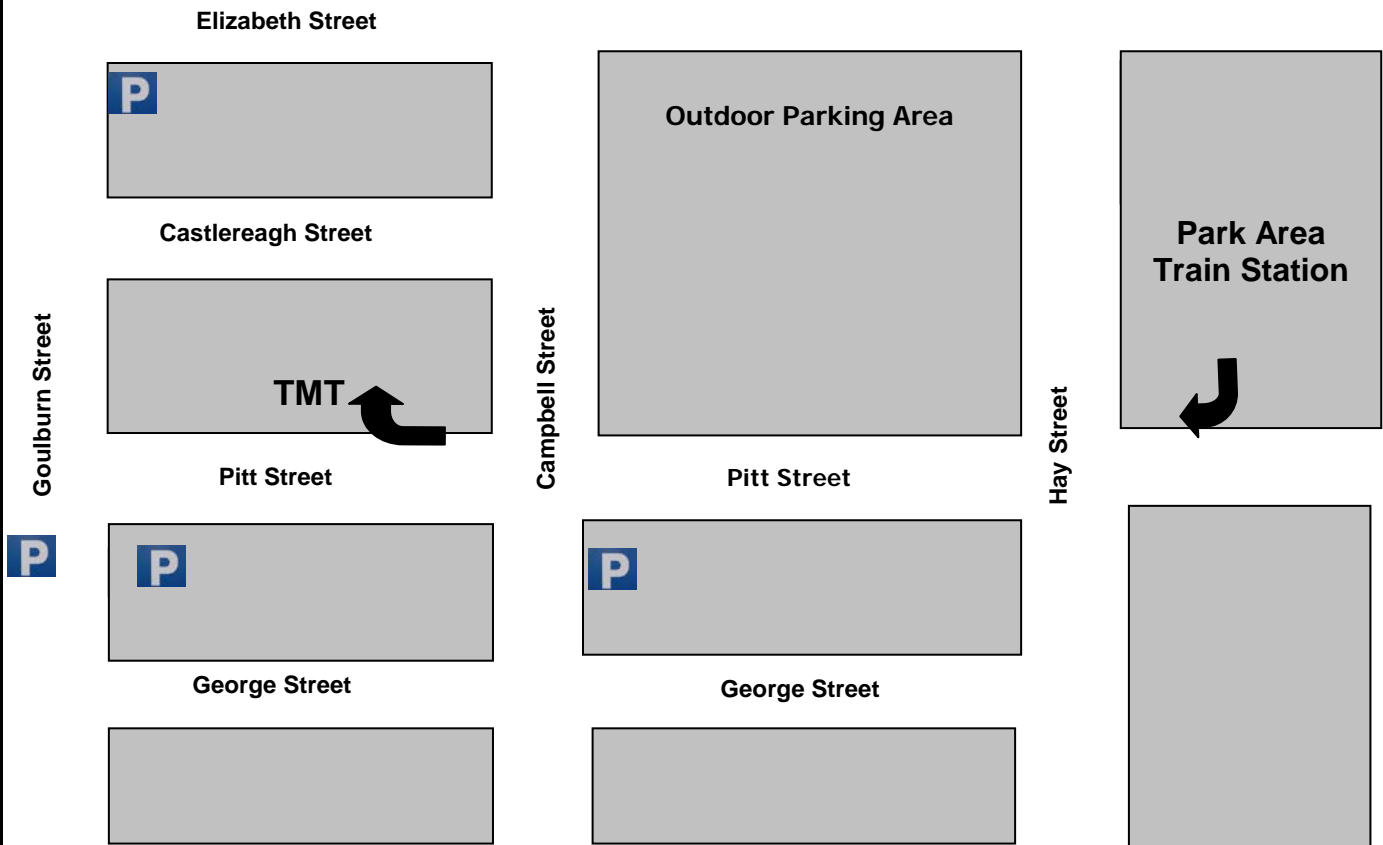 Elizabeth Street
P
Outdoor Parking Area
Castlereagh Street
Park Area
Train Station
Goulburn Street
Campbell Street
Hay Street
TMT
Pitt Street
Pitt Street
P
P
P
George Street
George Street